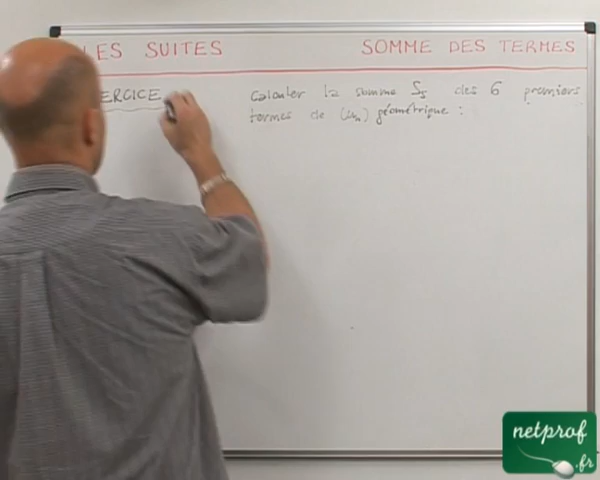 LES SUITES
SOMME DES TERMES
ERCICE
Calculer la somme S₅ des 6 premiers
termes de (un) géométrique :
netprof
.fr